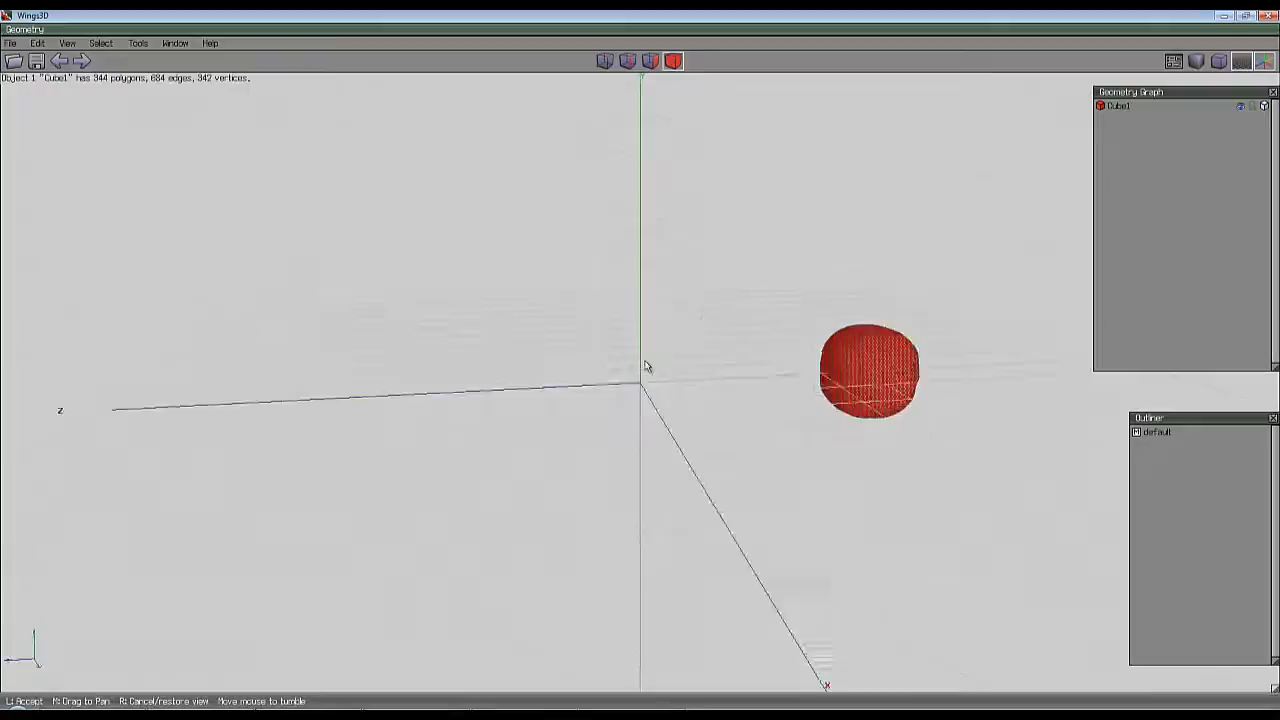 Wings3D
Geometry
File Edit View Select Tools Window Help
Object 1 "Cube1" has 344 polygons, 684 edges, 342 vertices.
Geometry Graph
Cube1
Outliner
M default
y
z
x
L: Accept M: Drag to Pan R: Cancel/restore view Move mouse to tumble